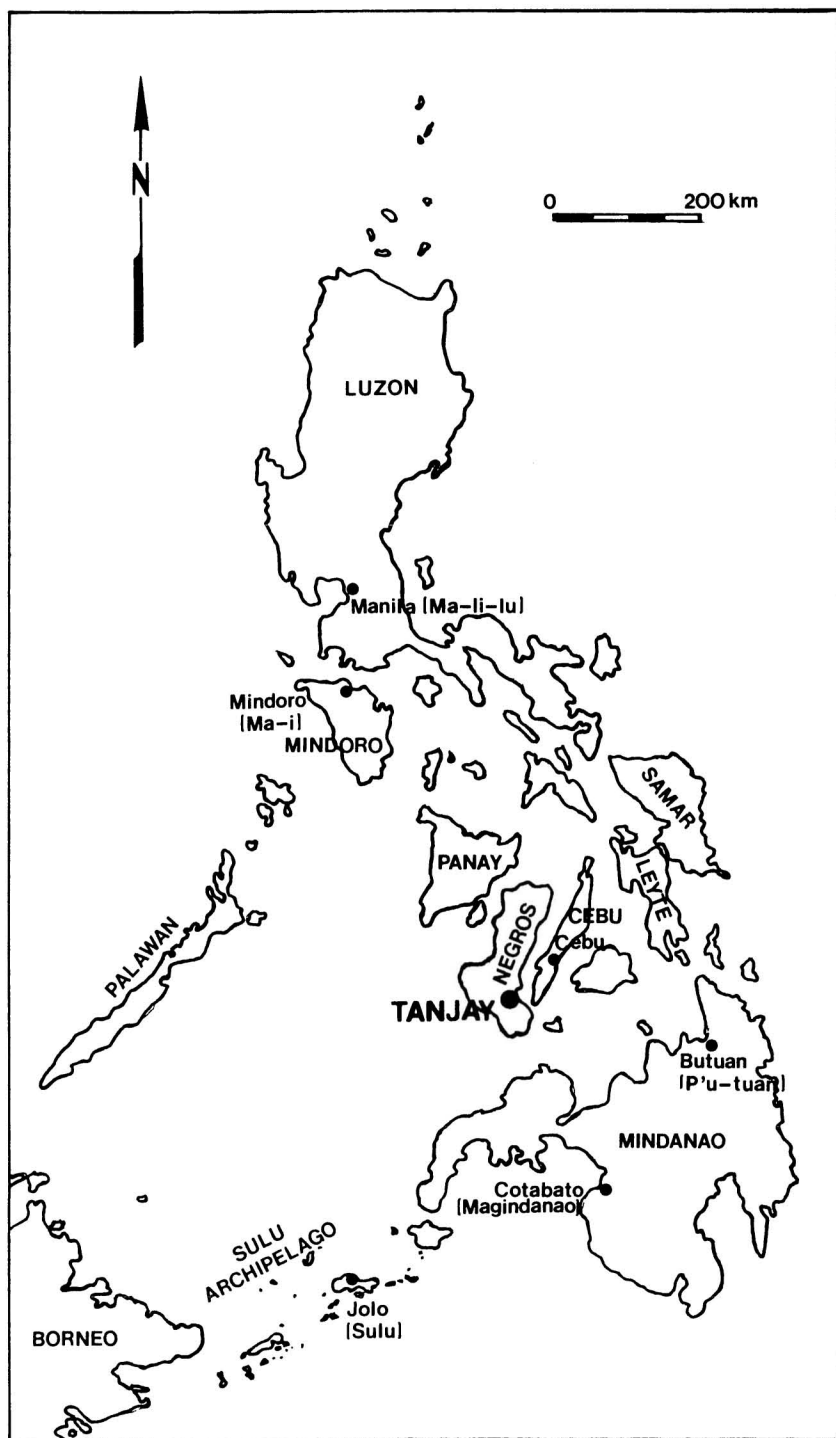 N
0 200 km
LUZON
Manila (Ma-li-lu)
Mindoro
(Ma-i)
MINDORO
SAMAR
PANAY
LEYTE
CEBU
Cebu
NEGROS
PALAWAN
TANJAY
Butuan
(P'u-tuan)
MINDANAO
Cotabato
(Magindanao)
SULU
ARCHIPELAGO
Jolo
(Sulu)
BORNEO